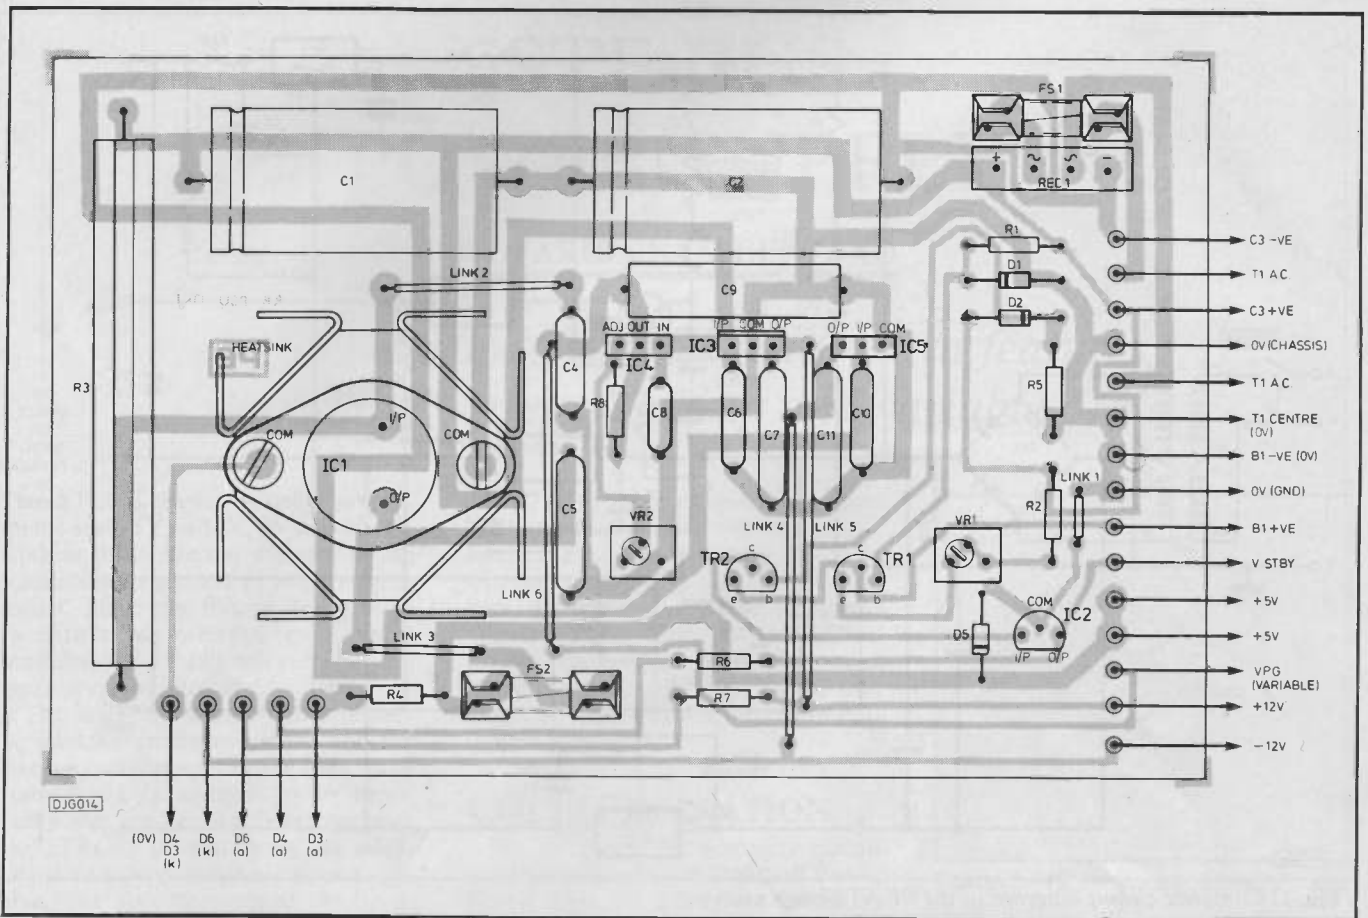 FS1
C1
C2
+ ~ ~ −
REC1
R1
C3 -VE
D1
T1 AC
LINK 2
C9
D2
C3 +VE
ADJ OUT IN
I/P COM O/P
O/P I/P COM
HEATSINK
IC4
IC3
IC5
0V (CHASSIS)
R3
C4
R5
T1 AC
R8
C8
C6
C7
C11
C10
I/P
T1 CENTRE
(0V)
COM
COM
IC1
B1 -VE (0V)
LINK 1
0V (GND)
O/P
C5
VR2
LINK 4
LINK 5
VR1
R2
B1 +VE
TR2
c
e
b
TR1
c
e
b
V STBY
LINK 6
COM
IC2
I/P
O/P
+5V
D5
+5V
LINK 3
FS2
R6
VPG
(VARIABLE)
R4
R7
+12V
-12V
DJG014
(0V) D4
D3
(k)
D6
(k)
D6
(a)
D4
(a)
D3
(a)